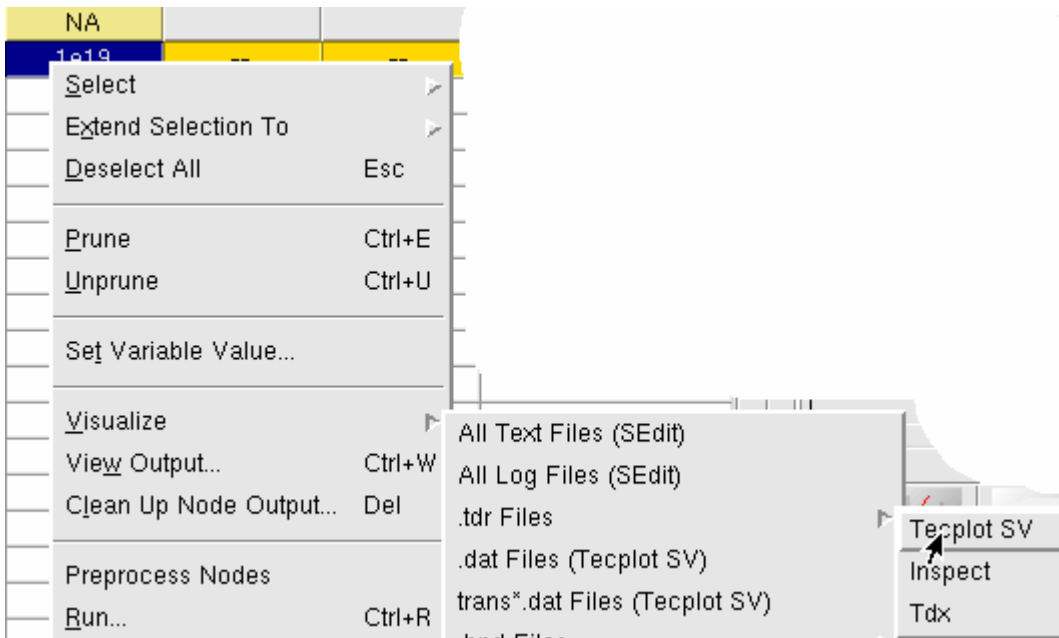 NA
1e19 -- --
Select
Extend Selection To
Deselect All Esc
Prune Ctrl+E
Unprune Ctrl+U
Set Variable Value...
Visualize
View Output... Ctrl+W
Clean Up Node Output... Del
Preprocess Nodes
Run... Ctrl+R
All Text Files (SEdit)
All Log Files (SEdit)
.tdr Files
.dat Files (Tecplot SV)
trans*.dat Files (Tecplot SV)
Tecplot SV
Inspect
Tdx